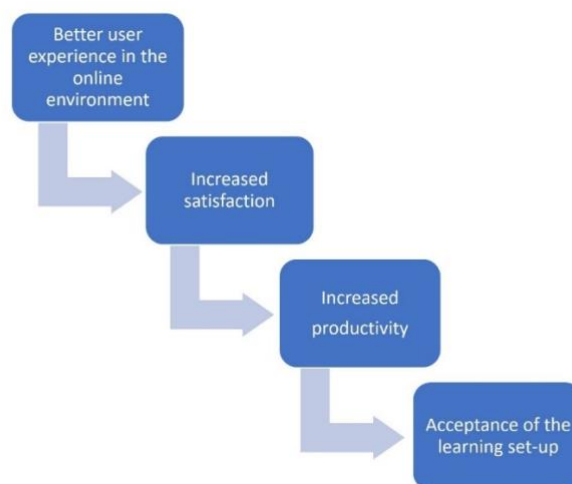 Better user
experience in the
online
environment
Increased
satisfaction
Increased
productivity
Acceptance of the
learning set-up